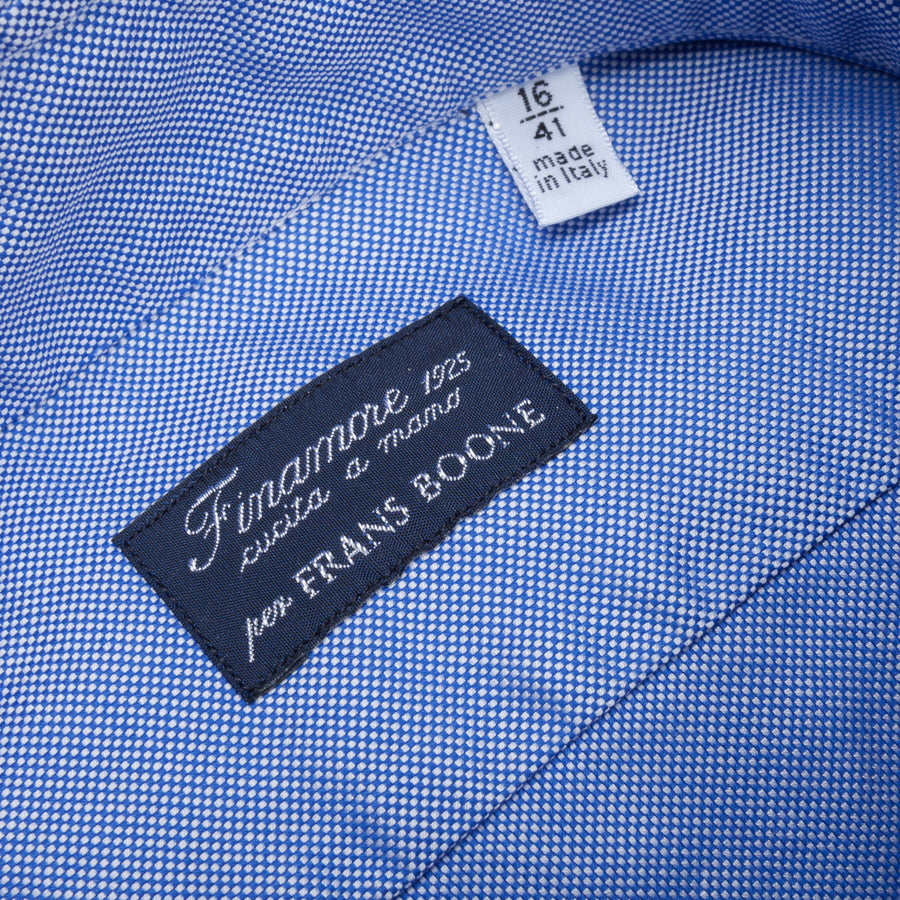 16
41
made
in Italy
Finamore 1925
cucita a mano
per FRANS BOONE